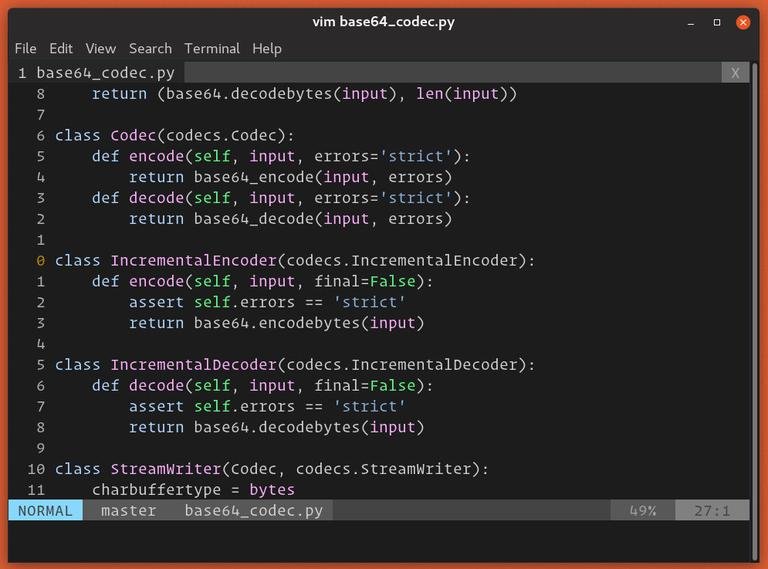 vim base64_codec.py
File Edit View Search Terminal Help
1 base64_codec.py X
8 return (base64.decodebytes(input), len(input))
7
6 class Codec(codecs.Codec):
5 def encode(self, input, errors='strict'):
4 return base64_encode(input, errors)
3 def decode(self, input, errors='strict'):
2 return base64_decode(input, errors)
1
0 class IncrementalEncoder(codecs.IncrementalEncoder):
1 def encode(self, input, final=False):
2 assert self.errors == 'strict'
3 return base64.encodebytes(input)
4
5 class IncrementalDecoder(codecs.IncrementalDecoder):
6 def decode(self, input, final=False):
7 assert self.errors == 'strict'
8 return base64.decodebytes(input)
9
10 class StreamWriter(Codec, codecs.StreamWriter):
11 charbuffertype = bytes
NORMAL master base64_codec.py 49% 27:1